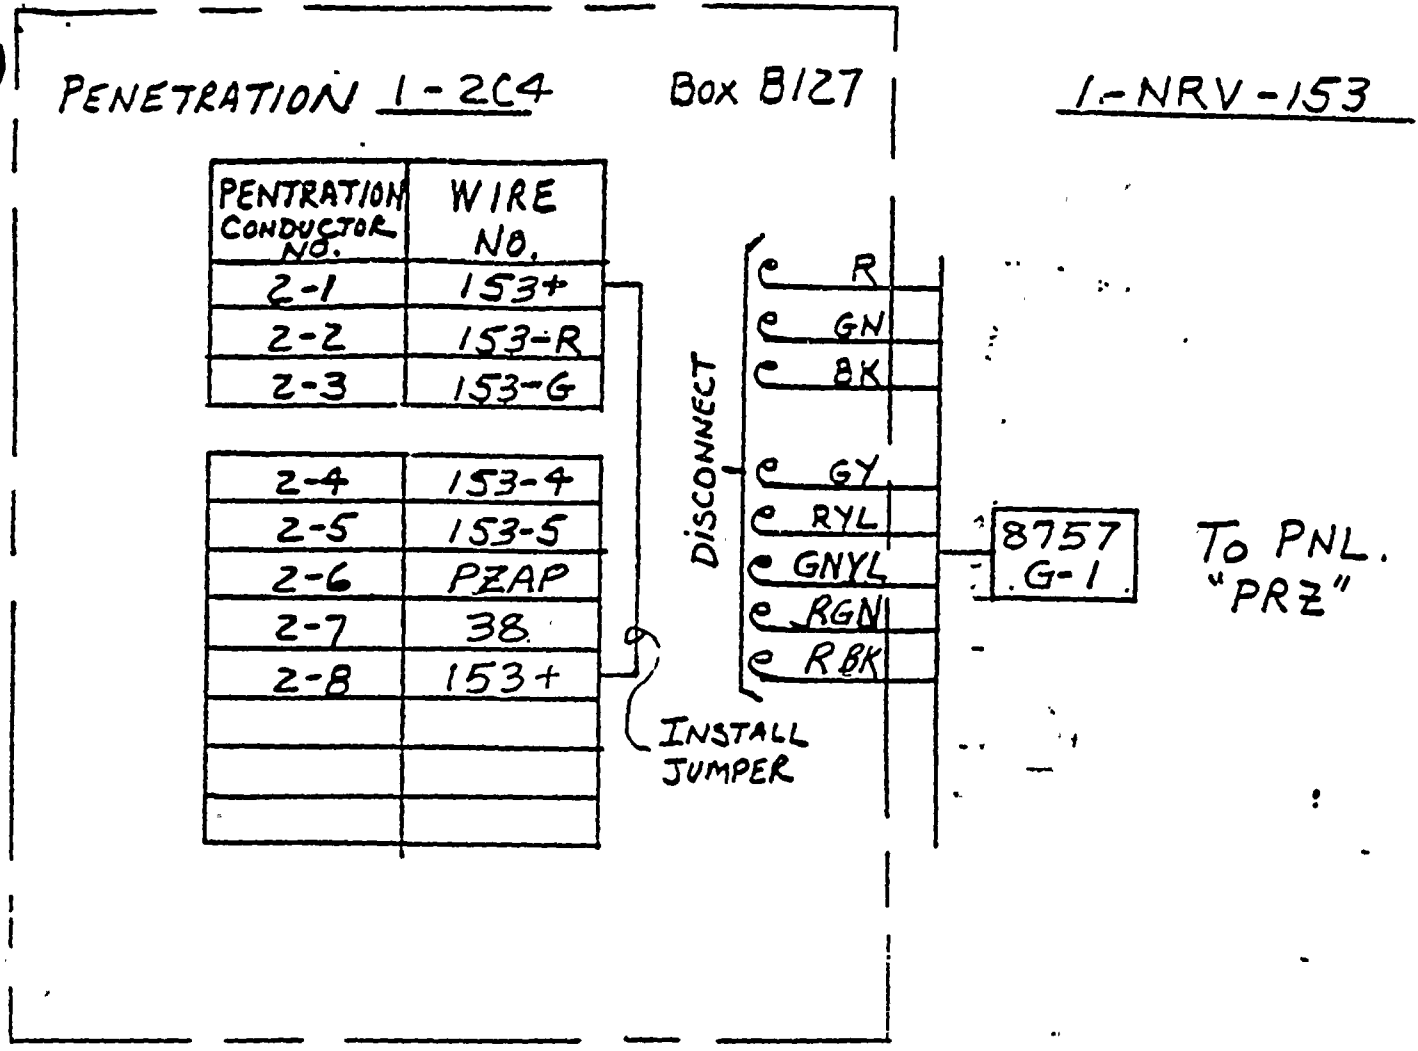 PENETRATION 1-2C4
Box B127
1-NRV-153
PENTRATION CONDUCTOR NO.
WIRE NO.
2-1 153+
2-2 153-R
2-3 153-G
2-4 153-4
2-5 153-5
2-6 PZAP
2-7 38
2-8 153+
INSTALL
JUMPER
DISCONNECT
R
GN
BK
GY
RYL
GNYL
RGN
RBK
8757
G-1
To PNL.
"PRZ"